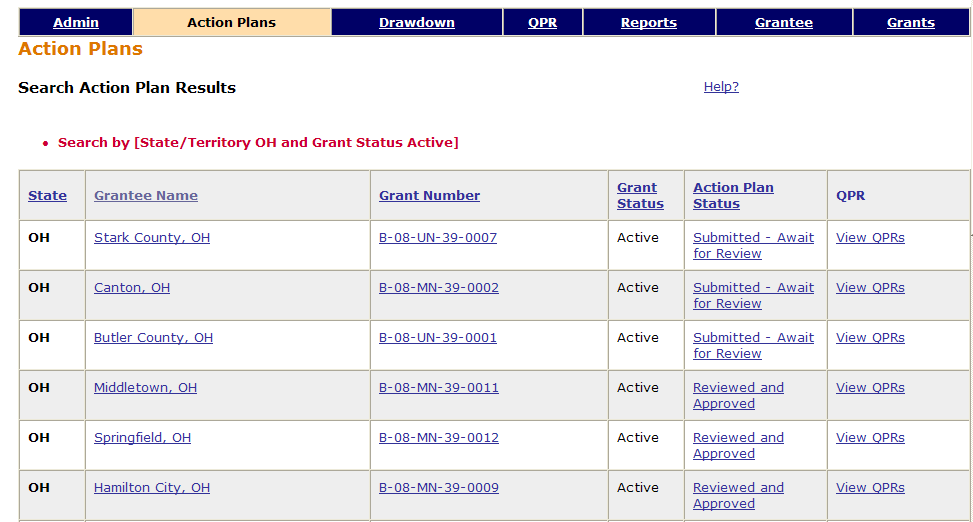 Admin Action Plans Drawdown QPR Reports Grantee Grants
Action Plans
Search Action Plan Results Help?
• Search by [State/Territory OH and Grant Status Active]
State Grantee Name Grant Number Grant Status Action Plan Status QPR
OH Stark County, OH B-08-UN-39-0007 Active Submitted - Await for Review View QPRs
OH Canton, OH B-08-MN-39-0002 Active Submitted - Await for Review View QPRs
OH Butler County, OH B-08-UN-39-0001 Active Submitted - Await for Review View QPRs
OH Middletown, OH B-08-MN-39-0011 Active Reviewed and Approved View QPRs
OH Springfield, OH B-08-MN-39-0012 Active Reviewed and Approved View QPRs
OH Hamilton City, OH B-08-MN-39-0009 Active Reviewed and Approved View QPRs